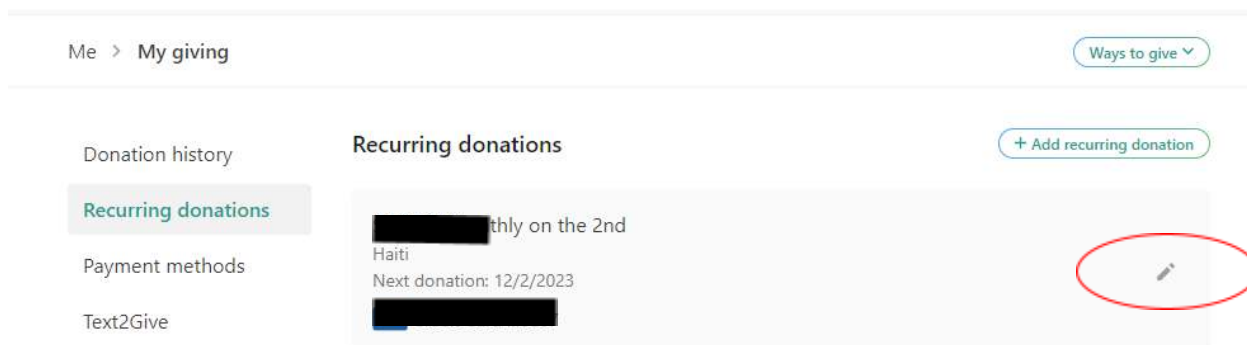 Me > My giving
Ways to give
Donation history
Recurring donations
Payment methods
Text2Give
Recurring donations
+ Add recurring donation
thly on the 2nd
Haiti
Next donation: 12/2/2023